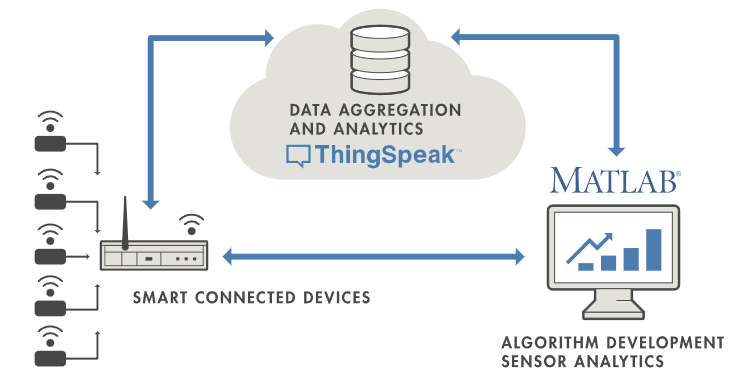 DATA AGGREGATION
AND ANALYTICS
ThingSpeak™
MATLAB®
SMART CONNECTED DEVICES
ALGORITHM DEVELOPMENT
SENSOR ANALYTICS